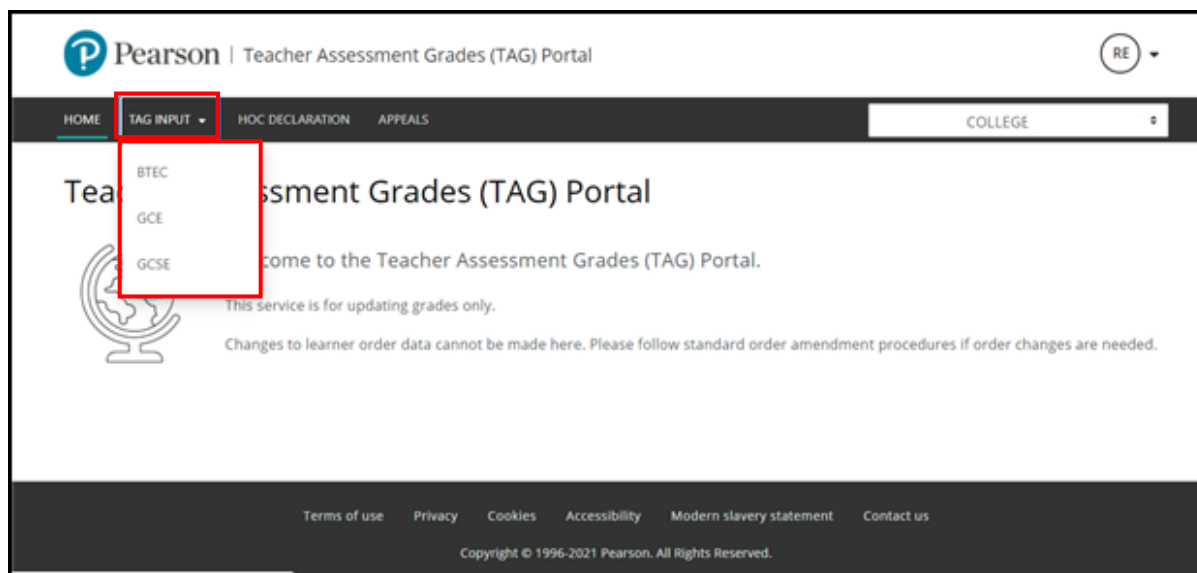 Pearson | Teacher Assessment Grades (TAG) Portal
RE
HOME TAG INPUT HOC DECLARATION APPEALS COLLEGE
BTEC
GCE
GCSE
Tea ssment Grades (TAG) Portal
come to the Teacher Assessment Grades (TAG) Portal.
This service is for updating grades only.
Changes to learner order data cannot be made here. Please follow standard order amendment procedures if order changes are needed.
Terms of use Privacy Cookies Accessibility Modern slavery statement Contact us
Copyright © 1996-2021 Pearson. All Rights Reserved.